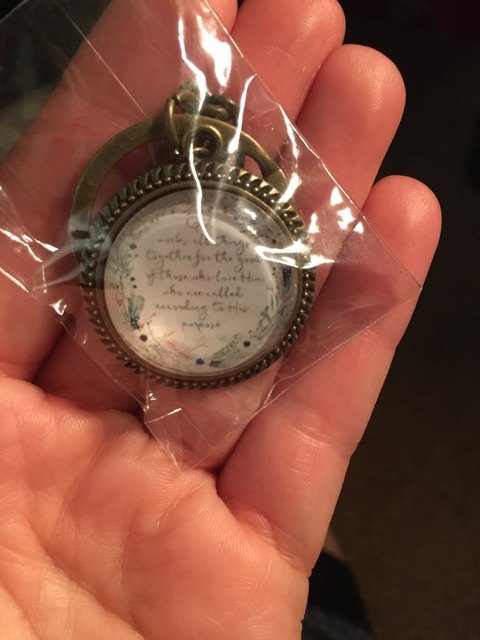 works all things
together for the good
of those who love Him
who are called
according to His
purpose